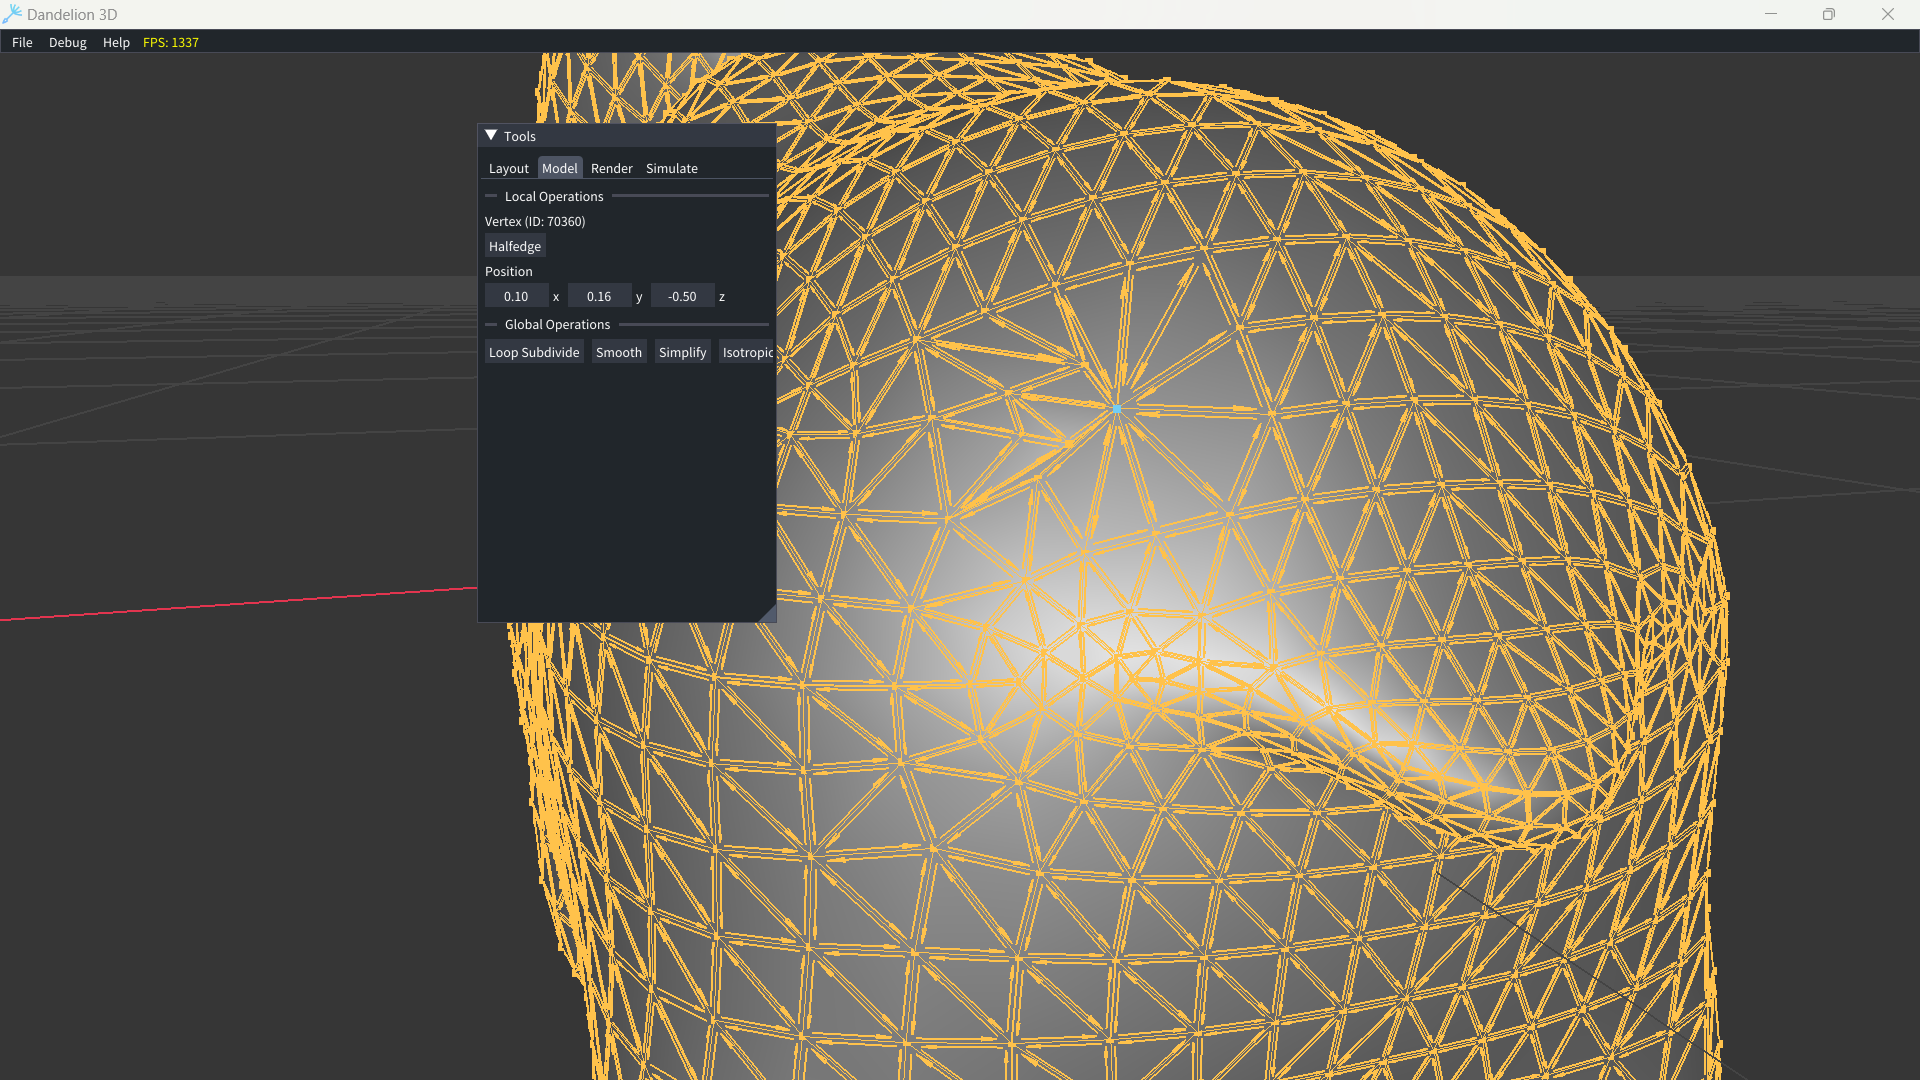 Dandelion 3D
File Debug Help FPS: 1337
Tools
Layout Model Render Simulate
Local Operations
Vertex (ID: 70360)
Halfedge
Position
0.10 x 0.16 y -0.50 z
Global Operations
Loop Subdivide Smooth Simplify Isotropic